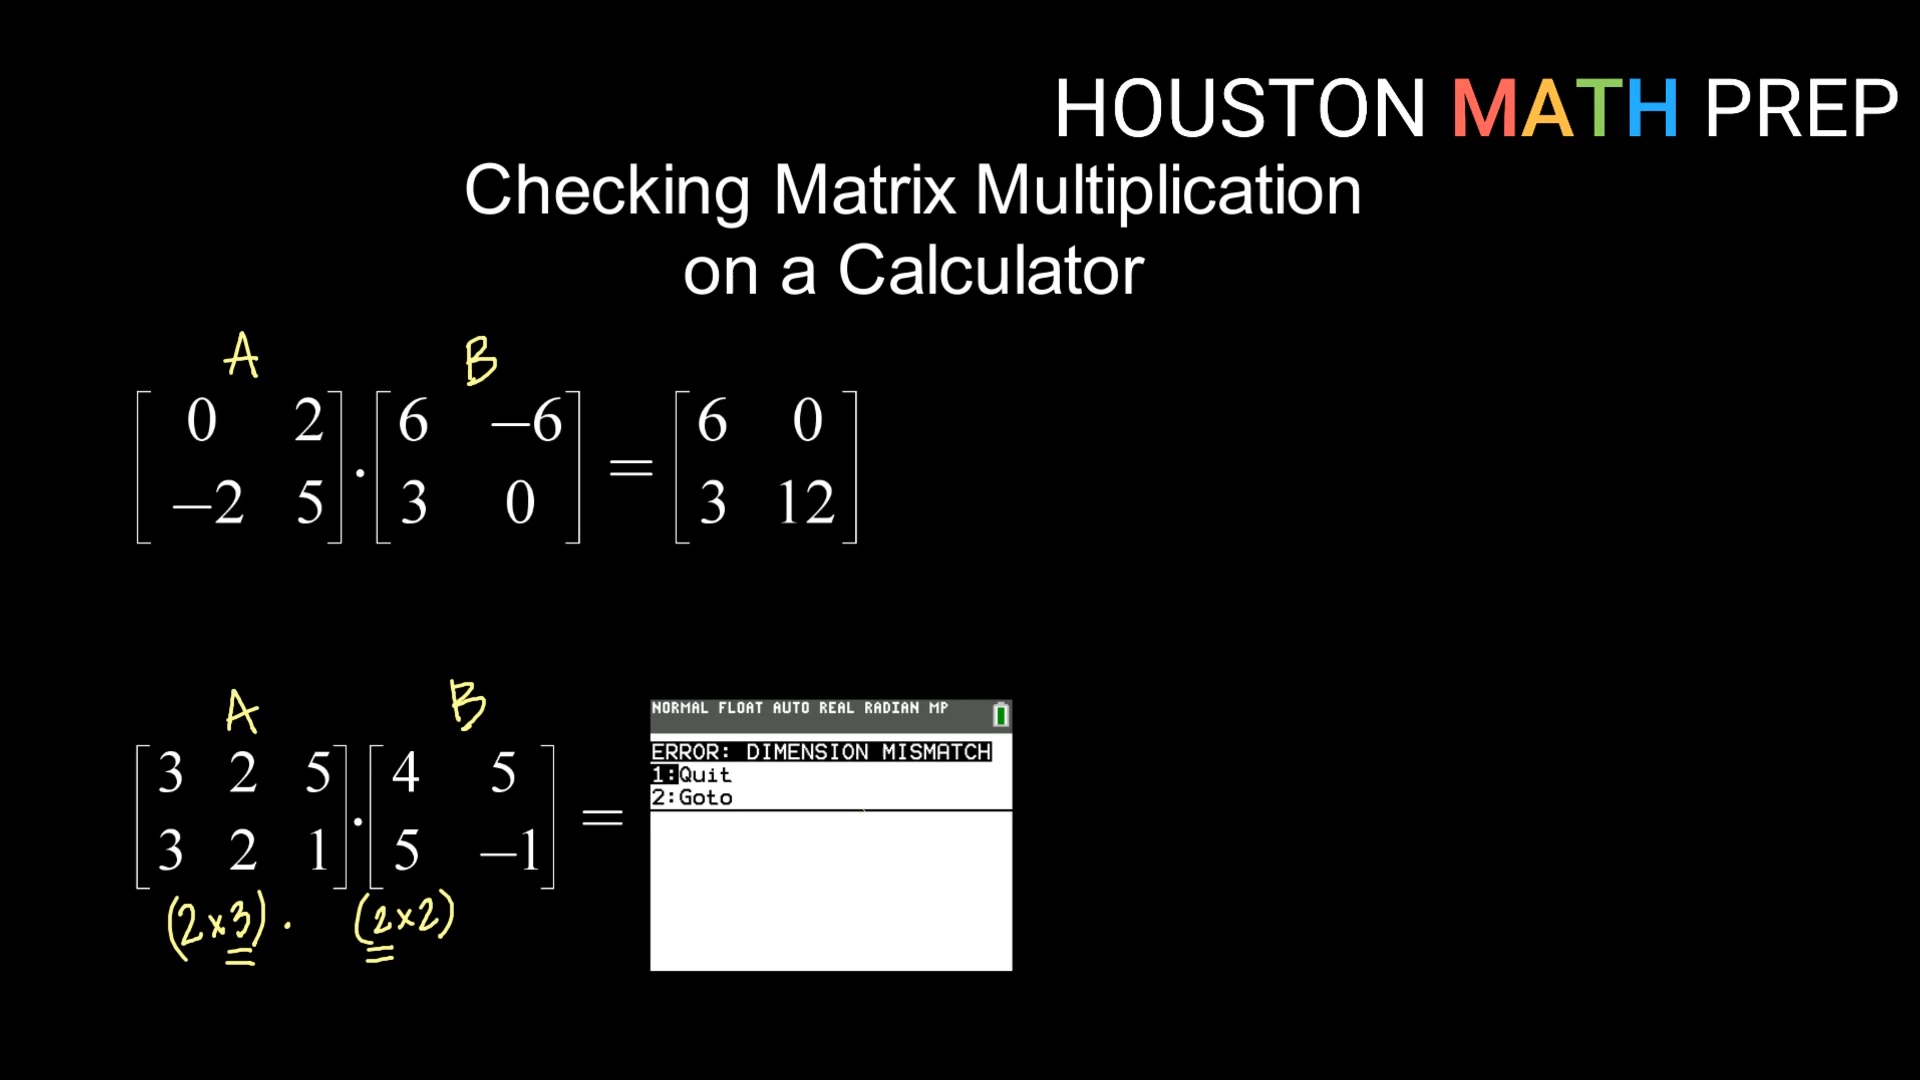 HOUSTON MATH PREP
Checking Matrix Multiplication
on a Calculator
A B
0 2 6 −6 6 0
· =
−2 5 3 0 3 12
A B
NORMAL FLOAT AUTO REAL RADIAN MP
ERROR: DIMENSION MISMATCH
1:Quit
2:Goto
3 2 5 4 5
· =
3 2 1 5 −1
(2×3) · (2×2)